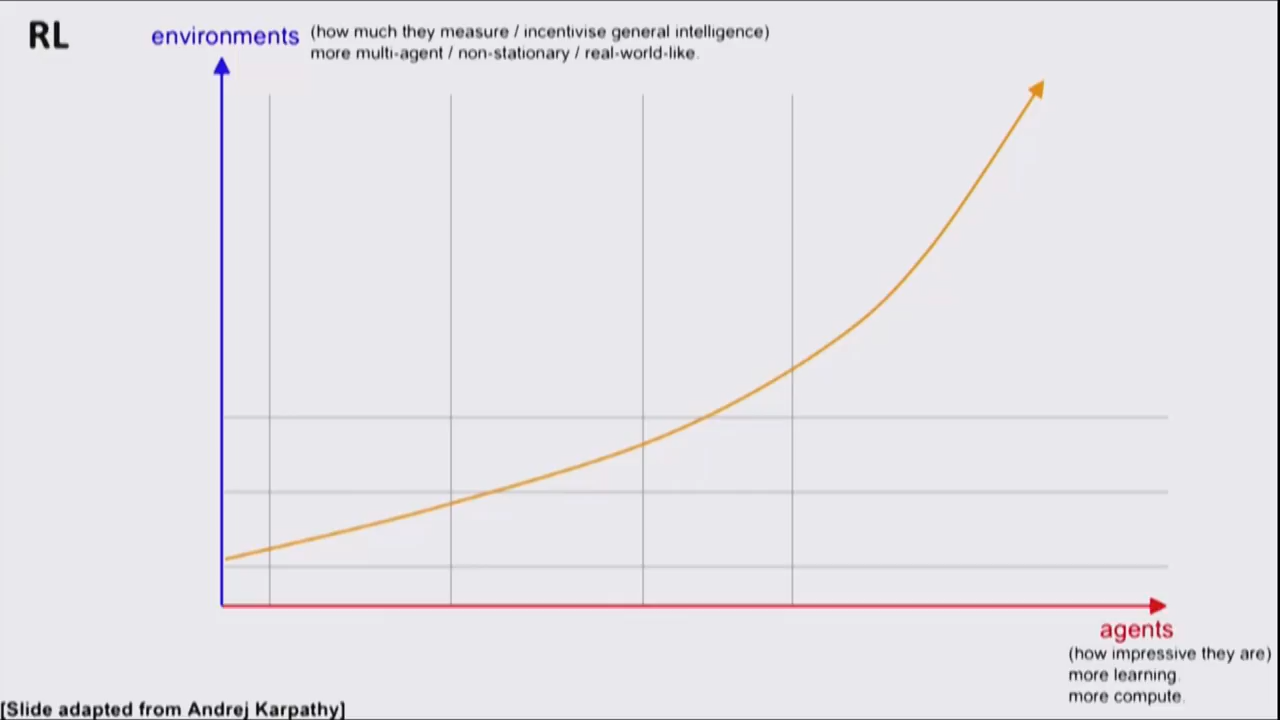 RL
environments (how much they measure / incentivise general intelligence)
more multi-agent / non-stationary / real-world-like.
agents
(how impressive they are)
more learning.
more compute.
[Slide adapted from Andrej Karpathy]